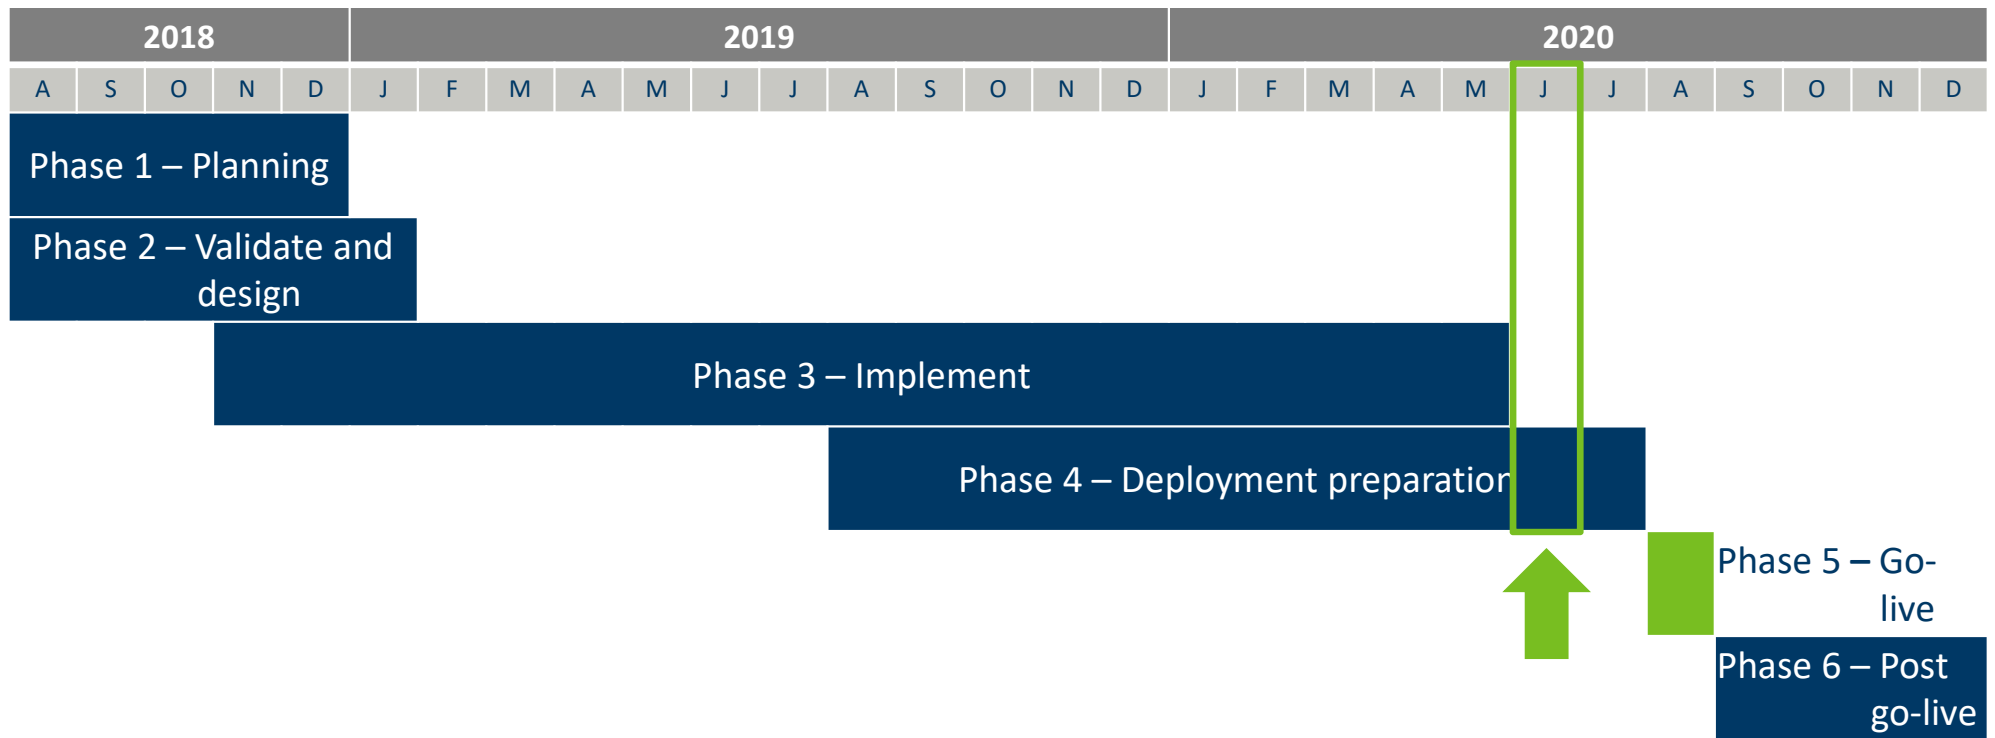 2018 2019 2020
A S O N D J F M A M J J A S O N D J F M A M J J A S O N D
Phase 1 – Planning
Phase 2 – Validate and
design
Phase 3 – Implement
Phase 4 – Deployment preparation
Phase 5 – Go-
live
Phase 6 – Post
go-live